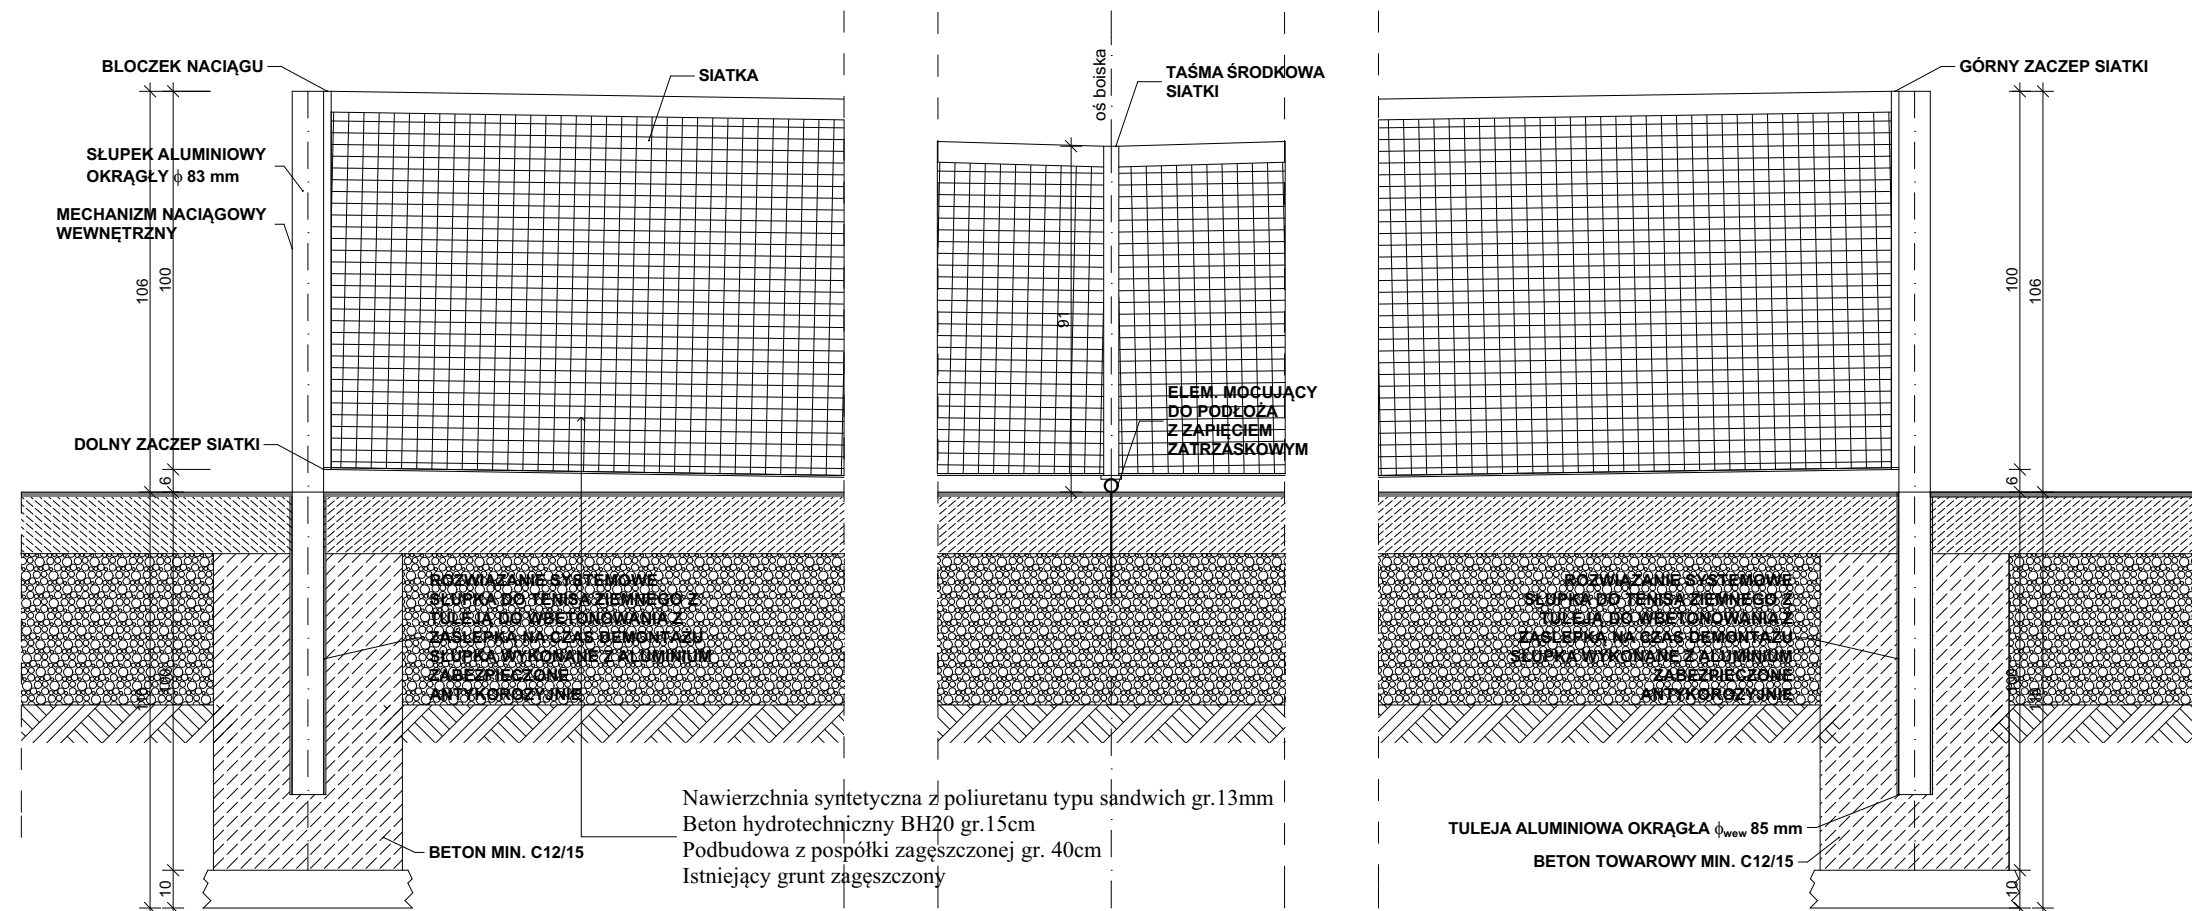 BLOCZEK NACIĄGU
SIATKA
oś boiska
TAŚMA ŚRODKOWA
SIATKI
GÓRNY ZACZEP SIATKI
SŁUPEK ALUMINIOWY
OKRĄGŁY ϕ 83 mm
MECHANIZM NACIĄGOWY
WEWNĘTRZNY
106
100
91
100
106
ELEM. MOCUJĄCY
DO PODŁOŻA
Z ZAPIĘCIEM
ZATRZASKOWYM
DOLNY ZACZEP SIATKI
6
6
ROZWIĄZANIE SYSTEMOWE
SŁUPKA DO TENISA ZIEMNEGO Z
TULEJĄ DO WBETONOWANIA Z
ZAŚLEPKĄ NA CZAS DEMONTAŻU
SŁUPKA WYKONANE Z ALUMINIUM
ZABEZPIECZONE
ANTYKOROZYJNIE
ROZWIĄZANIE SYSTEMOWE
SŁUPKA DO TENISA ZIEMNEGO Z
TULEJĄ DO WBETONOWANIA Z
ZAŚLEPKĄ NA CZAS DEMONTAŻU
SŁUPKA WYKONANE Z ALUMINIUM
ZABEZPIECZONE
ANTYKOROZYJNIE
110
100
100
110
Nawierzchnia syntetyczna z poliuretanu typu sandwich gr.13mm
Beton hydrotechniczny BH20 gr.15cm
Podbudowa z pospółki zagęszczonej gr. 40cm
Istniejący grunt zagęszczony
BETON MIN. C12/15
TULEJA ALUMINIOWA OKRĄGŁA ϕwew 85 mm
BETON TOWAROWY MIN. C12/15
10
10